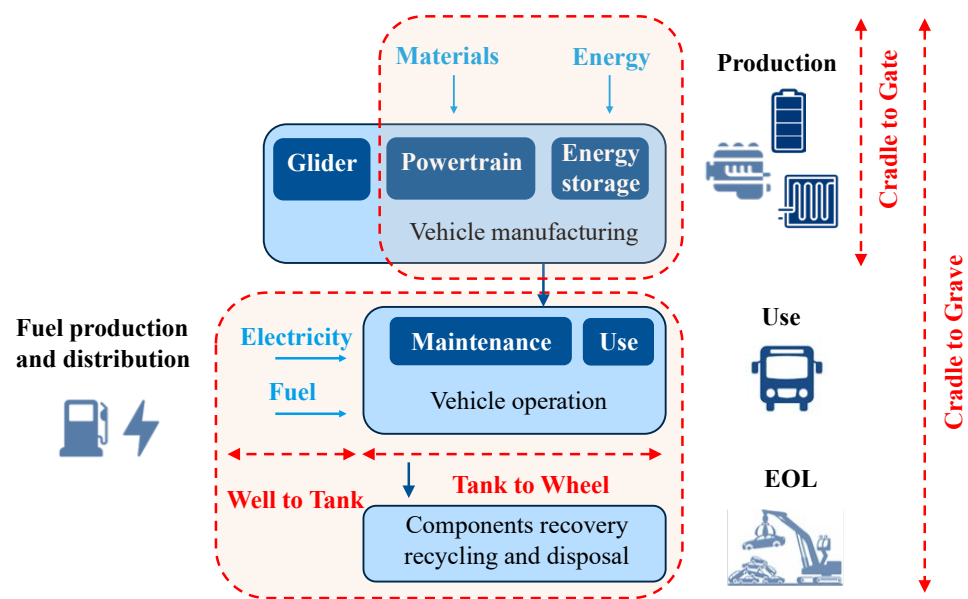 Materials
Energy
Production
Glider
Powertrain
Energy
storage
Vehicle manufacturing
Cradle to Gate
Cradle to Grave
Fuel production
and distribution
Electricity
Fuel
Maintenance
Use
Vehicle operation
Use
Well to Tank
Tank to Wheel
EOL
Components recovery
recycling and disposal